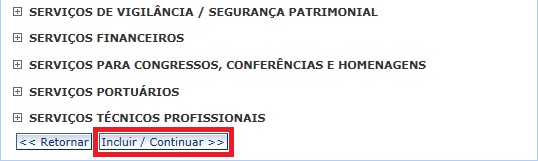 SERVIÇOS DE VIGILÂNCIA / SEGURANÇA PATRIMONIAL
SERVIÇOS FINANCEIROS
SERVIÇOS PARA CONGRESSOS, CONFERÊNCIAS E HOMENAGENS
SERVIÇOS PORTUÁRIOS
SERVIÇOS TÉCNICOS PROFISSIONAIS
<< Retornar Incluir / Continuar >>